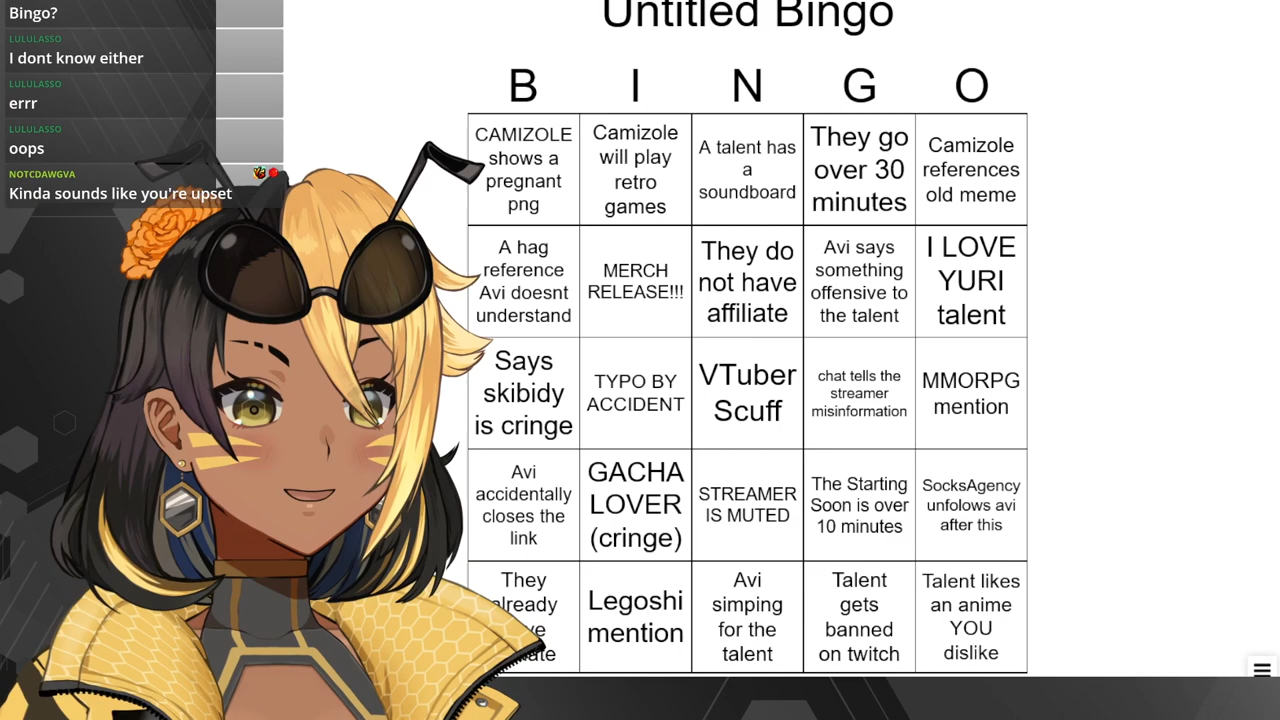 Bingo?
LULULASSO
I dont know either
LULULASSO
errr
LULULASSO
oops
NOTCDAWGVA
Kinda sounds like you're upset
Untitled Bingo
B I N G O
CAMIZOLE
shows a
pregnant
png
Camizole
will play
retro
games
A talent has
a
soundboard
They go
over 30
minutes
Camizole
references
old meme
A hag
reference
Avi doesnt
understand
MERCH
RELEASE!!!
They do
not have
affiliate
Avi says
something
offensive to
the talent
I LOVE
YURI
talent
Says
skibidy
is cringe
TYPO BY
ACCIDENT
VTuber
Scuff
chat tells the
streamer
misinformation
MMORPG
mention
Avi
accidentally
closes the
link
GACHA
LOVER
(cringe)
STREAMER
IS MUTED
The Starting
Soon is over
10 minutes
SocksAgency
unfolows avi
after this
They
Legoshi
mention
Avi
simping
for the
talent
Talent
gets
banned
on twitch
Talent likes
an anime
YOU
dislike